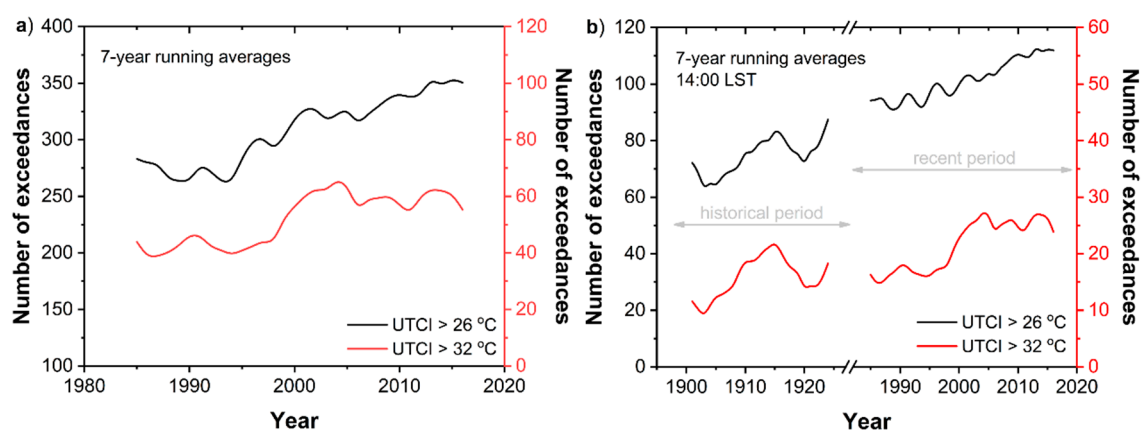 a)
7-year running averages
Number of exceedances
400
350
300
250
200
150
100
120
100
80
60
40
20
0
Number of exceedances
UTCI > 26 ºC
UTCI > 32 ºC
1980
1990
2000
2010
2020
Year
b)
7-year running averages
14:00 LST
Number of exceedances
120
100
80
60
40
20
0
60
50
40
30
20
10
0
Number of exceedances
recent period
historical period
UTCI > 26 ºC
UTCI > 32 ºC
1900
1910
1920
1990
2000
2010
2020
Year